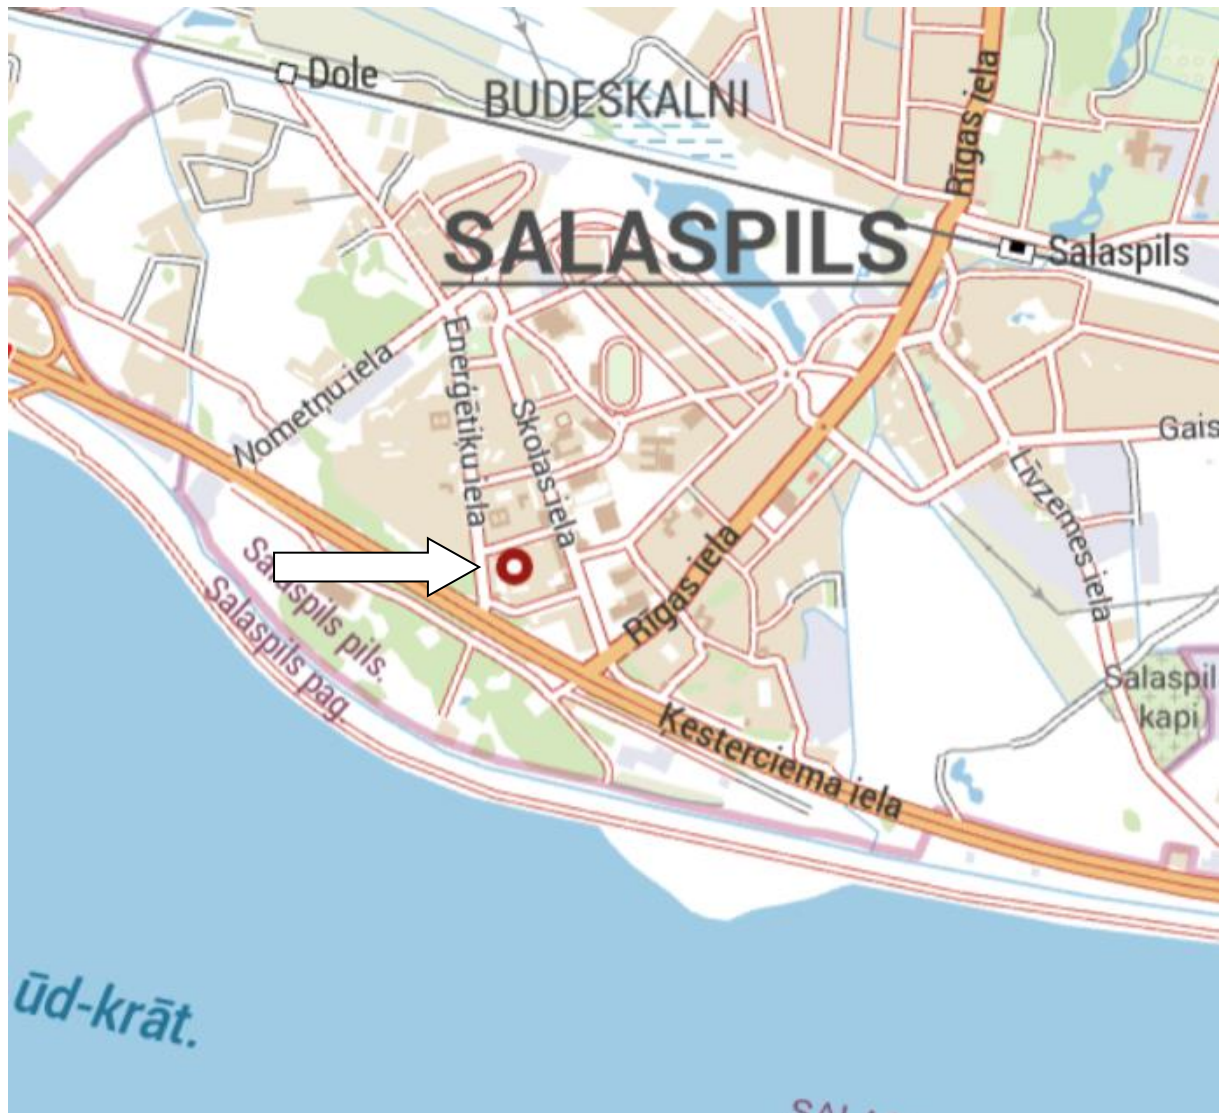 Dole
BUDESKALNI
Rīgas iela
SALASPILS
Salaspils
Enerģētiķu iela
Nometņu iela
Skolas iela
Gais
Līvzemes iela
Rīgas iela
Salaspils pils.
Salaspils pag.
Salaspil
kapi
Ķesterciema iela
ūd-krāt.